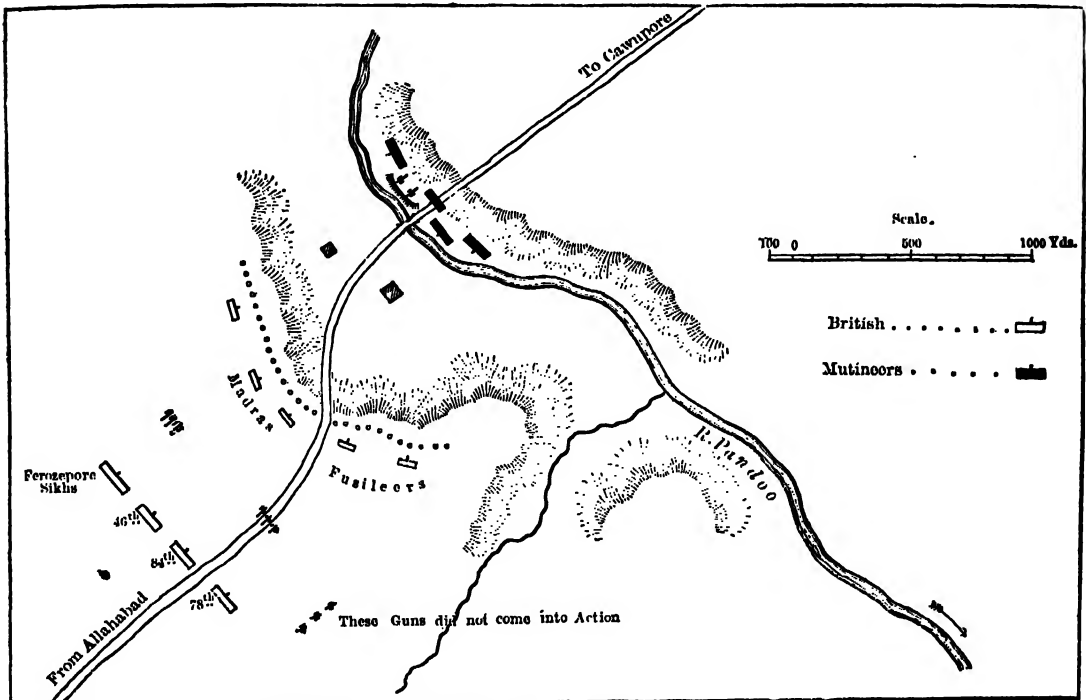 To Cawnpore
Scale.
100 0 500 1000 Yds.
British
Mutineers
Madras
Fusileers
R. Pandoo
Ferozepore
Sikhs
46th
84th
78th
From Allahabad
These Guns did not come into Action